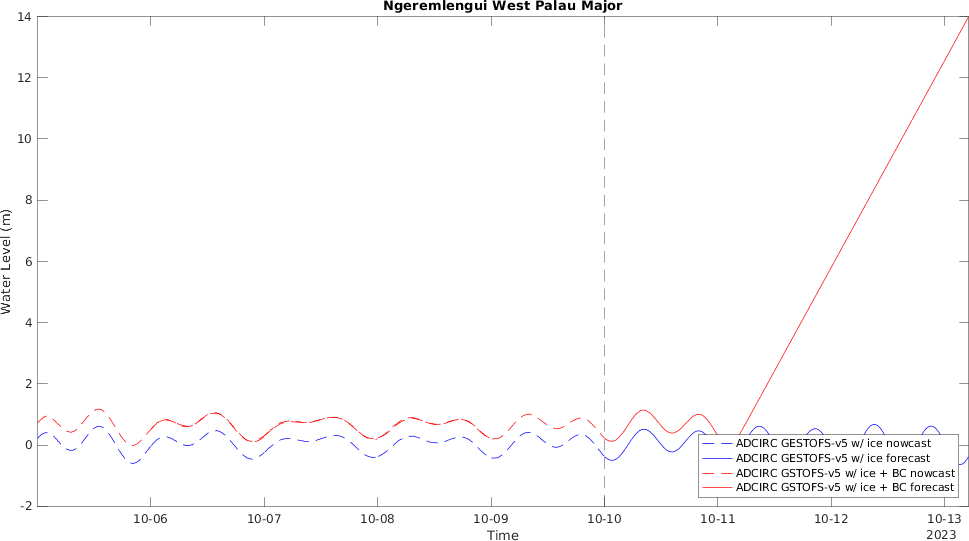 Ngeremlengui West Palau Major
14
12
10
8
6
4
2
0
-2
Water Level (m)
10-06
10-07
10-08
10-09
10-10
10-11
10-12
10-13
2023
Time
ADCIRC GESTOFS-v5 w/ ice nowcast
ADCIRC GESTOFS-v5 w/ ice forecast
ADCIRC GSTOFS-v5 w/ ice + BC nowcast
ADCIRC GSTOFS-v5 w/ ice + BC forecast